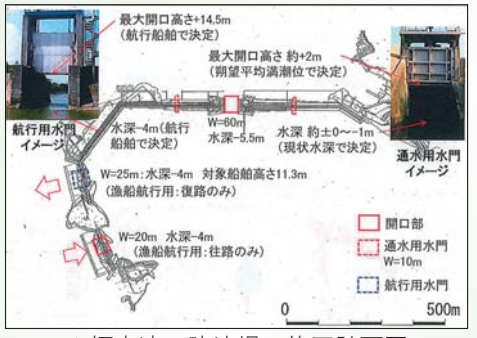 最大開口高さ+14.5m
(航行船舶で決定)
最大開口高さ 約+2m
(朔望平均満潮位で決定)
航行用水門
イメージ
水深-4m(航行
船舶で決定)
W=60m
水深-5.5m
水深 約±0~-1m
(現状水深で決定)
通水用水門
イメージ
W=25m:水深-4m 対象船舶高さ11.3m
(漁船航行用:復路のみ)
W=20m 水深-4m
(漁船航行用:往路のみ)
開口部
通水用水門
W=10m
航行用水門
0
500m